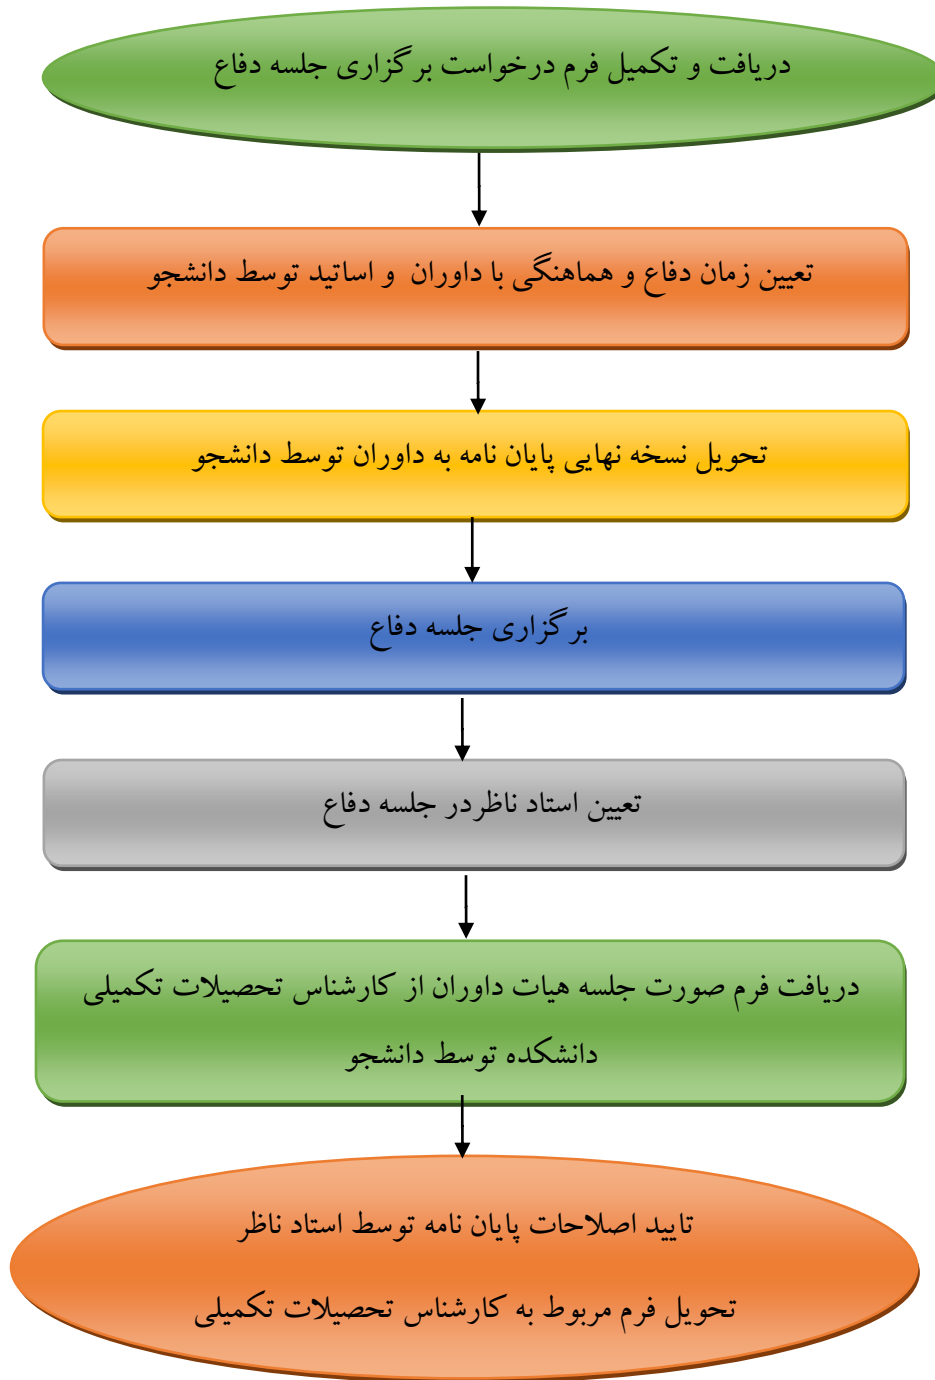 دریافت و تکمیل فرم درخواست برگزاری جلسه دفاع
تعیین زمان دفاع و هماهنگی با داوران و اساتید توسط دانشجو
تحویل نسخه نهایی پایان نامه به داوران توسط دانشجو
برگزاری جلسه دفاع
تعیین استاد ناظردر جلسه دفاع
دریافت فرم صورت جلسه هیات داوران از کارشناس تحصیلات تکمیلی
دانشکده توسط دانشجو
تایید اصلاحات پایان نامه توسط استاد ناظر
تحویل فرم مربوط به کارشناس تحصیلات تکمیلی